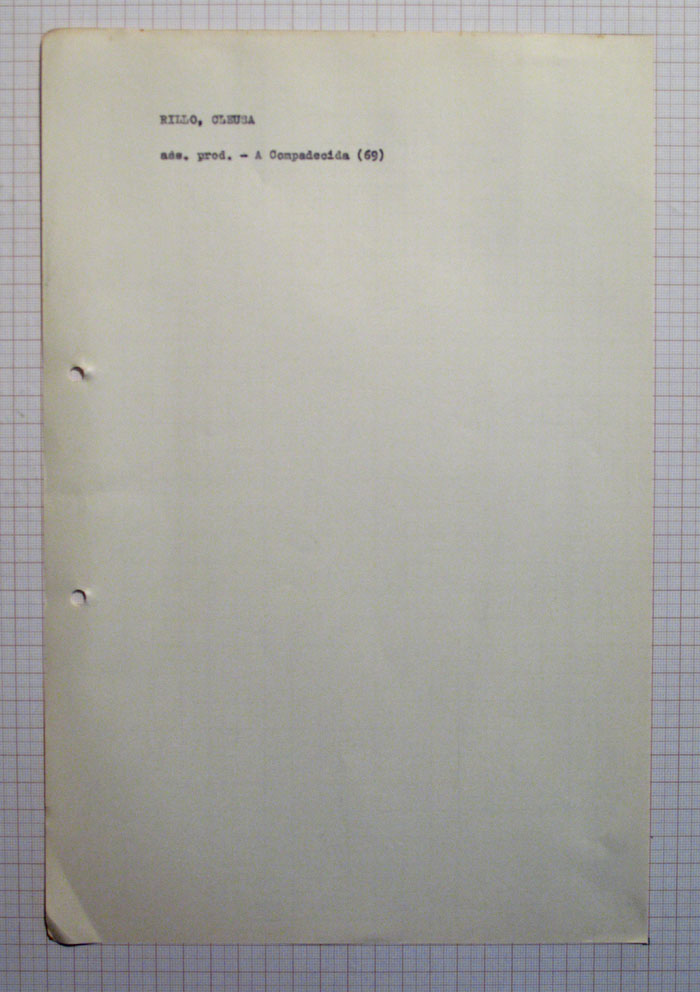 RILLO, CLEUSA
ass. prod. - A Compadecida (69)